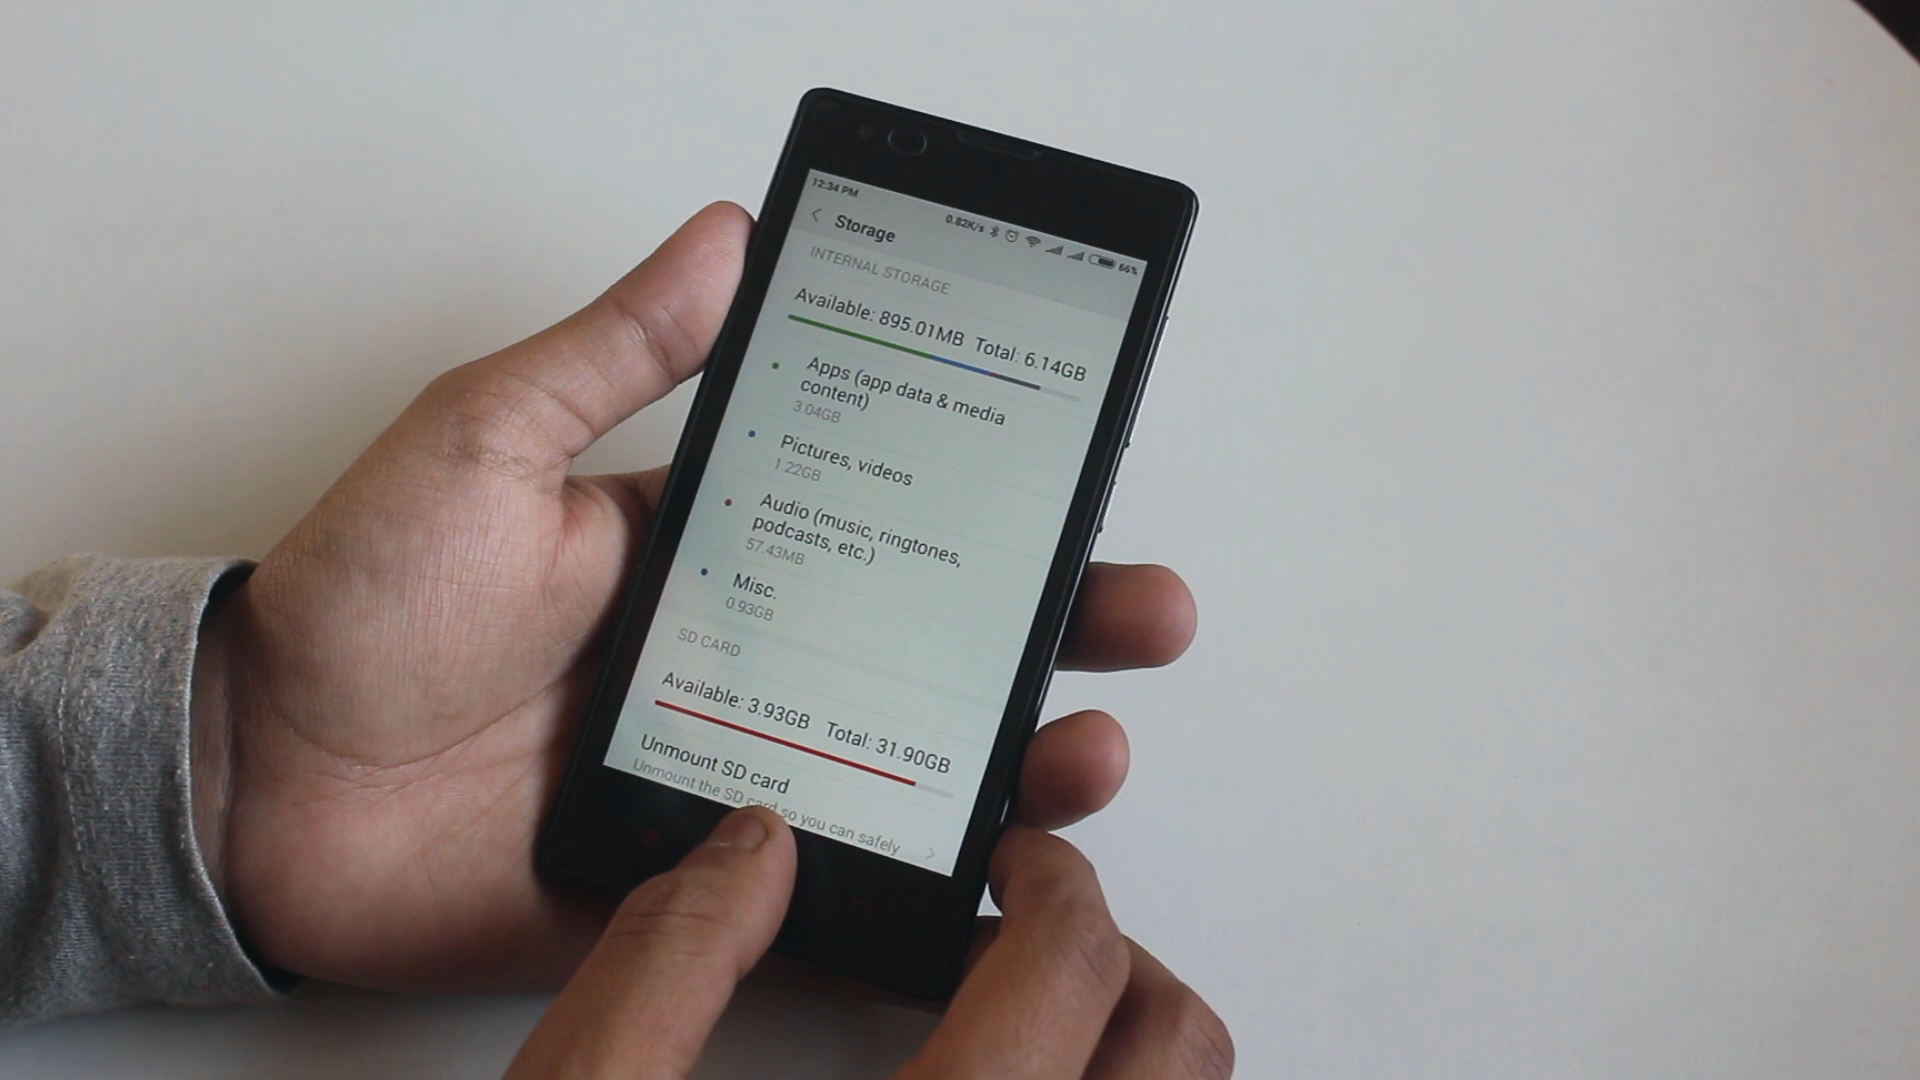 12:34 PM
0.82K/s 66%
Storage
INTERNAL STORAGE
Available: 895.01MB Total: 6.14GB
Apps (app data & media
content)
3.04GB
Pictures, videos
1.22GB
Audio (music, ringtones,
podcasts, etc.)
57.43MB
Misc.
0.93GB
SD CARD
Available: 3.93GB Total: 31.90GB
Unmount SD card
Unmount the SD card so you can safely